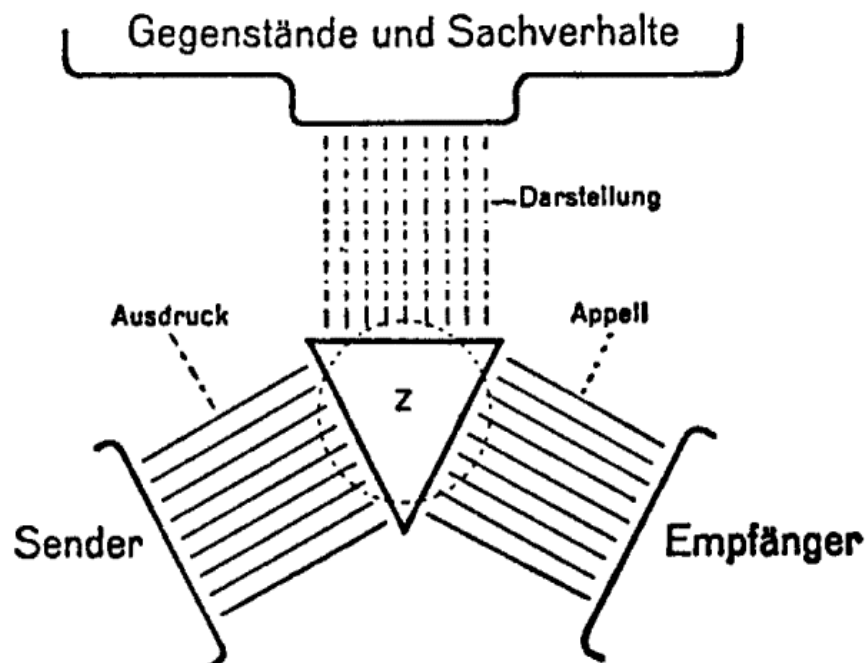 Gegenstände und Sachverhalte
Darstellung
Ausdruck
Appell
Z
Sender
Empfänger